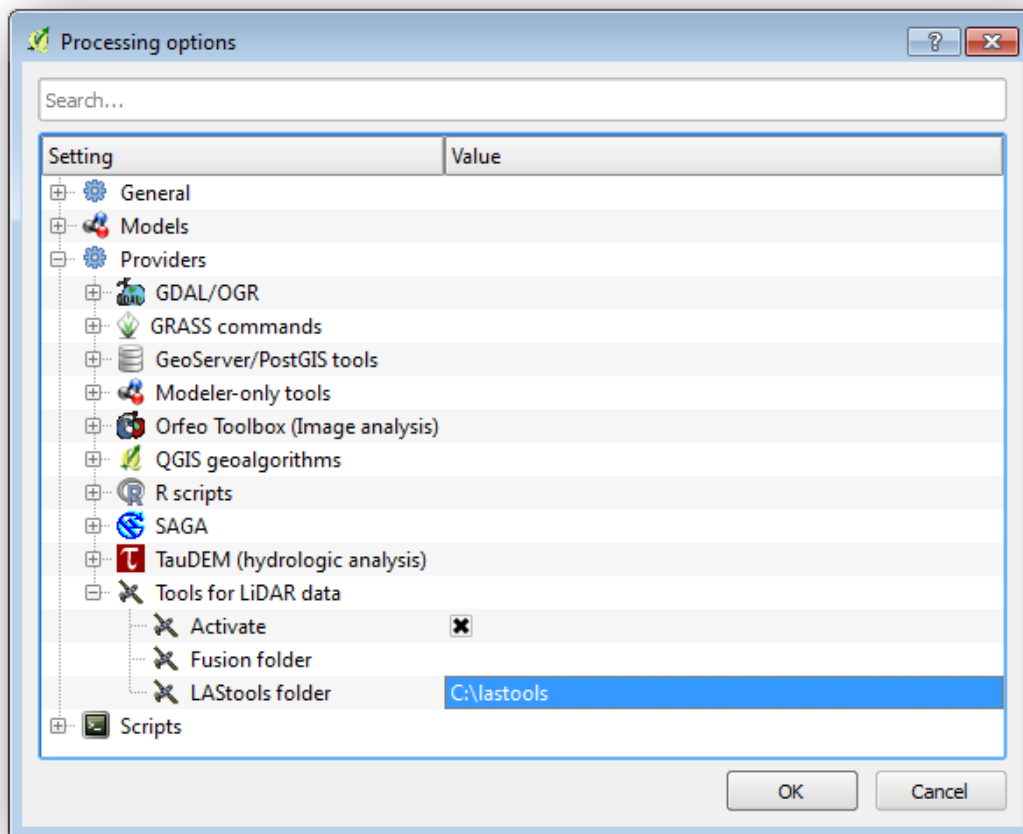 Processing options
Search...
Setting Value
General
Models
Providers
GDAL/OGR
GRASS commands
GeoServer/PostGIS tools
Modeler-only tools
Orfeo Toolbox (Image analysis)
QGIS geoalgorithms
R scripts
SAGA
TauDEM (hydrologic analysis)
Tools for LiDAR data
Activate
Fusion folder
LAStools folder C:\lastools
Scripts
OK Cancel